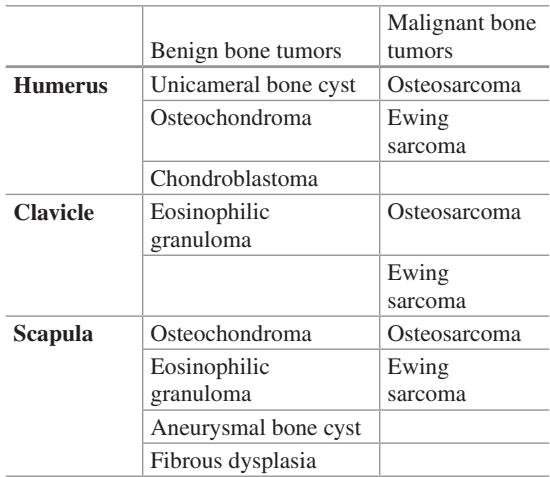 Benign bone tumors Malignant bone
tumors
Humerus Unicameral bone cyst Osteosarcoma
Osteochondroma Ewing
sarcoma
Chondroblastoma
Clavicle Eosinophilic Osteosarcoma
granuloma
Ewing
sarcoma
Scapula Osteochondroma Osteosarcoma
Eosinophilic Ewing
granuloma sarcoma
Aneurysmal bone cyst
Fibrous dysplasia